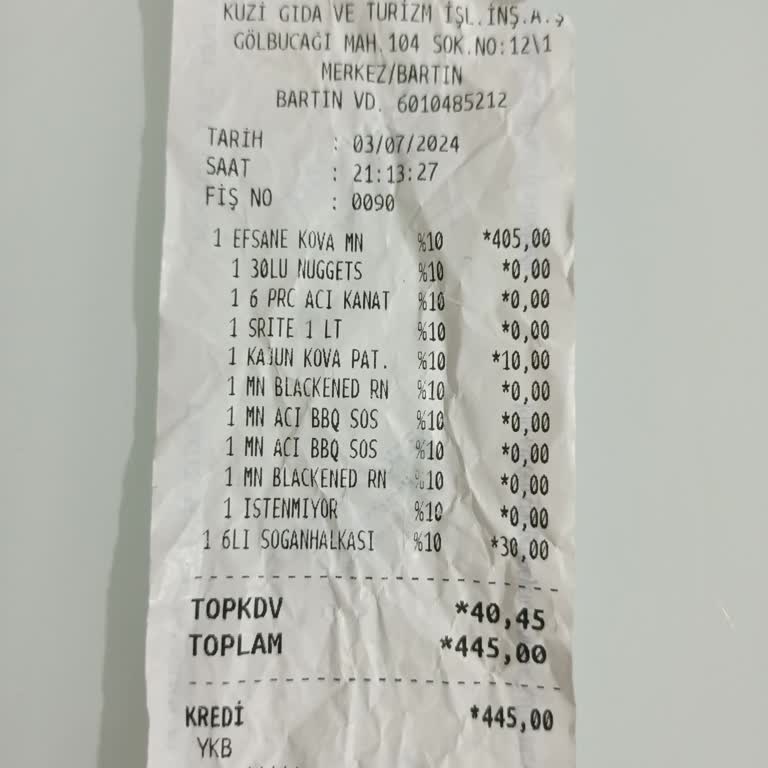 KUZİ GIDA VE TURİZM İŞL.İNŞ.A.Ş
GÖLBUCAĞI MAH.104 SOK.NO:12\1
MERKEZ/BARTIN
BARTIN VD. 6010485212
TARİH : 03/07/2024
SAAT : 21:13:27
FİŞ NO : 0090
1 EFSANE KOVA MN %10 *405,00
1 30LU NUGGETS %10 *0,00
1 6 PRC ACI KANAT %10 *0,00
1 SRITE 1 LT %10 *0,00
1 KAJUN KOVA PAT. %10 *10,00
1 MN BLACKENED RN %10 *0,00
1 MN ACI BBQ SOS %10 *0,00
1 MN ACI BBQ SOS %10 *0,00
1 MN BLACKENED RN %10 *0,00
1 ISTENMIYOR %10 *0,00
1 6LI SOGANHALKASI %10 *30,00
TOPKDV *40,45
TOPLAM *445,00
KREDİ *445,00
YKB